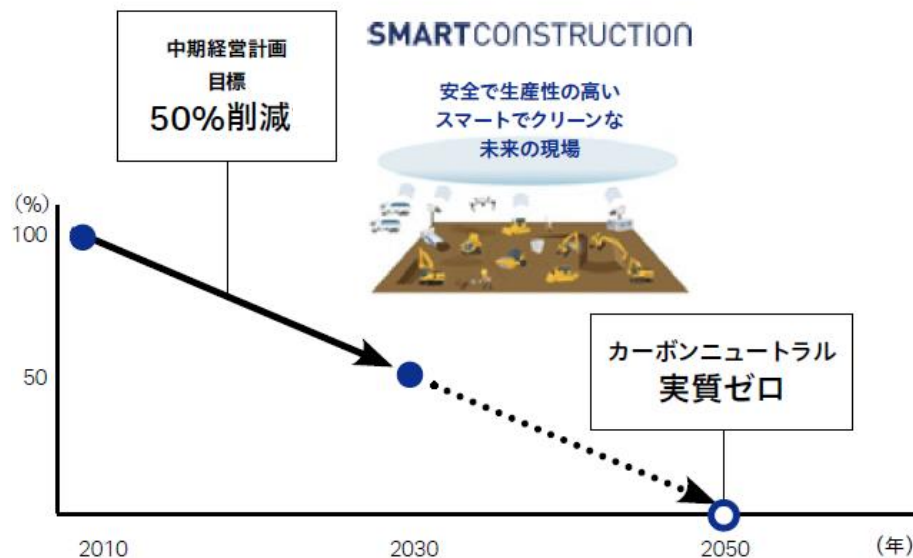 中期経営計画
目標
50%削減
SMARTCONSTRUCTION
安全で生産性の高い
スマートでクリーンな
未来の現場
(%)
100
50
カーボンニュートラル
実質ゼロ
2010
2030
2050
(年)